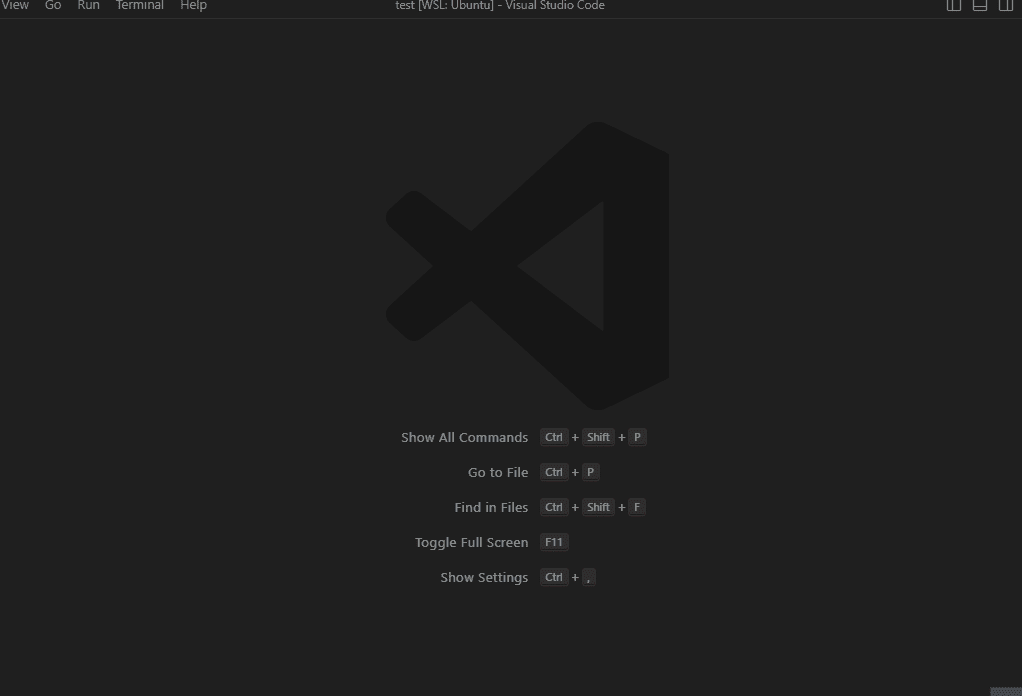 View Go Run Terminal Help test [WSL: Ubuntu] - Visual Studio Code
Show All Commands Ctrl + Shift + P
Go to File Ctrl + P
Find in Files Ctrl + Shift + F
Toggle Full Screen F11
Show Settings Ctrl + ,